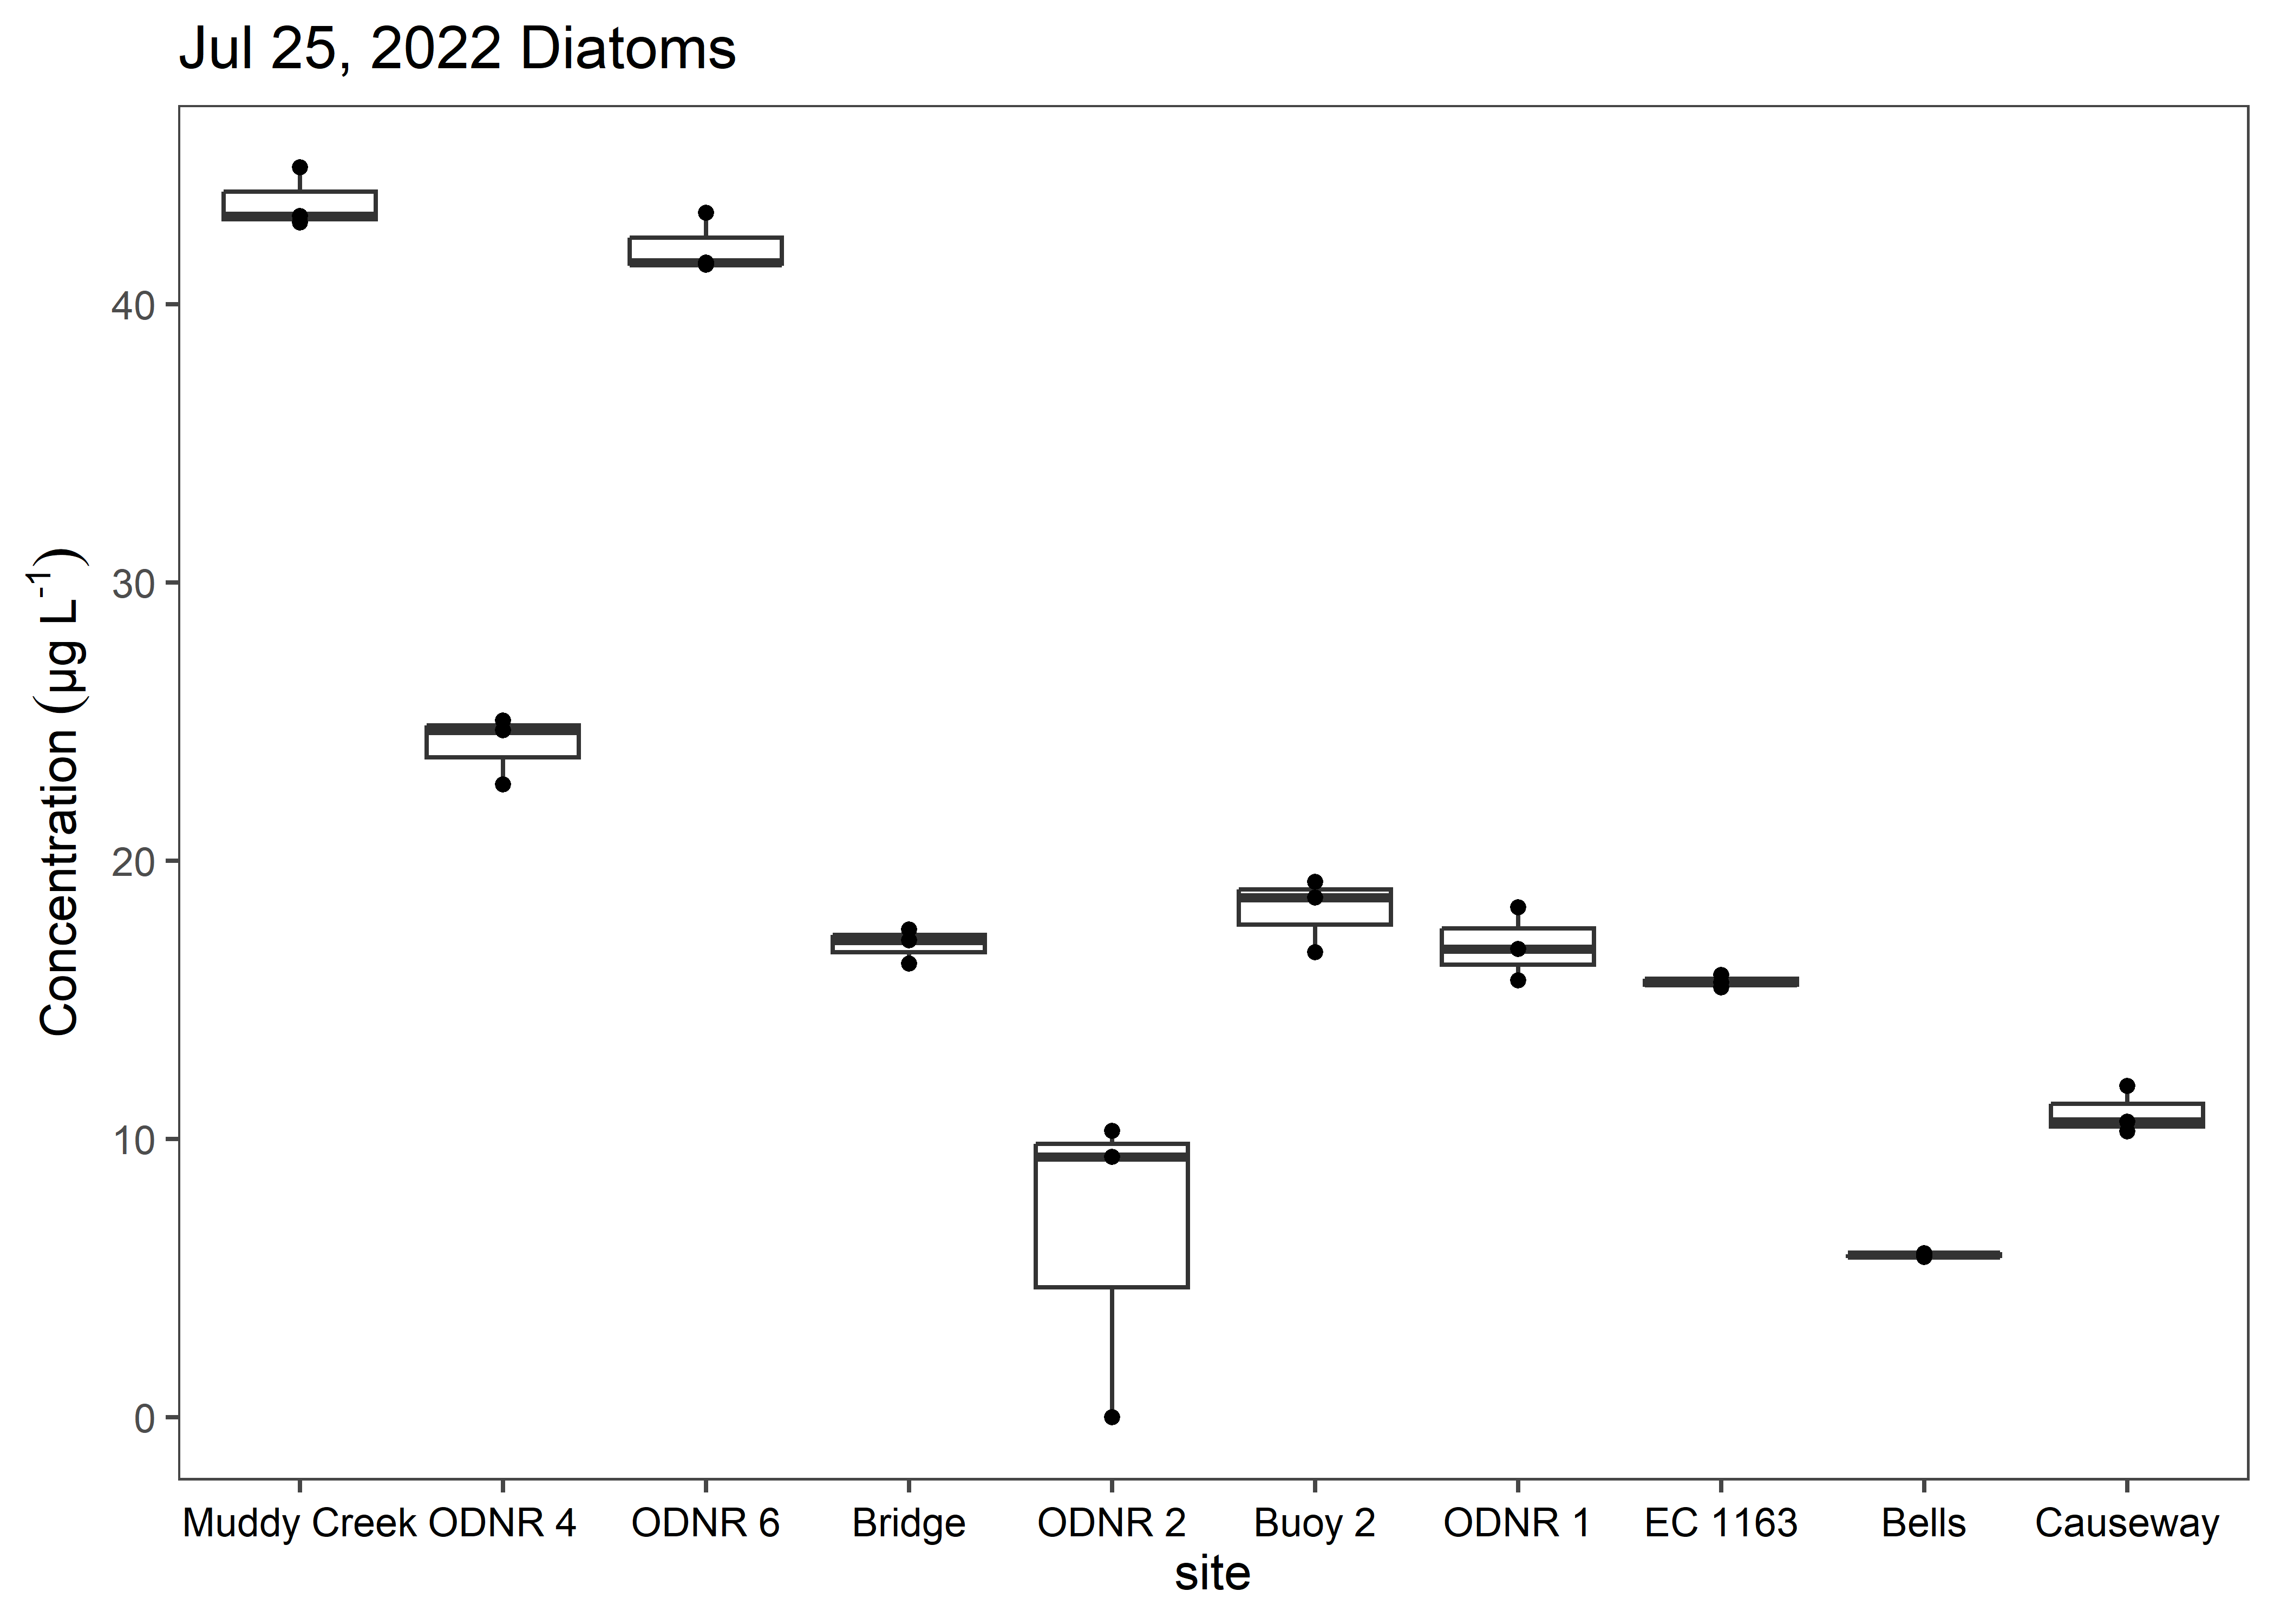 Jul 25, 2022 Diatoms
Concentration (µg L⁻¹)
40
30
20
10
0
Muddy Creek ODNR 4 ODNR 6 Bridge ODNR 2 Buoy 2 ODNR 1 EC 1163 Bells Causeway
site